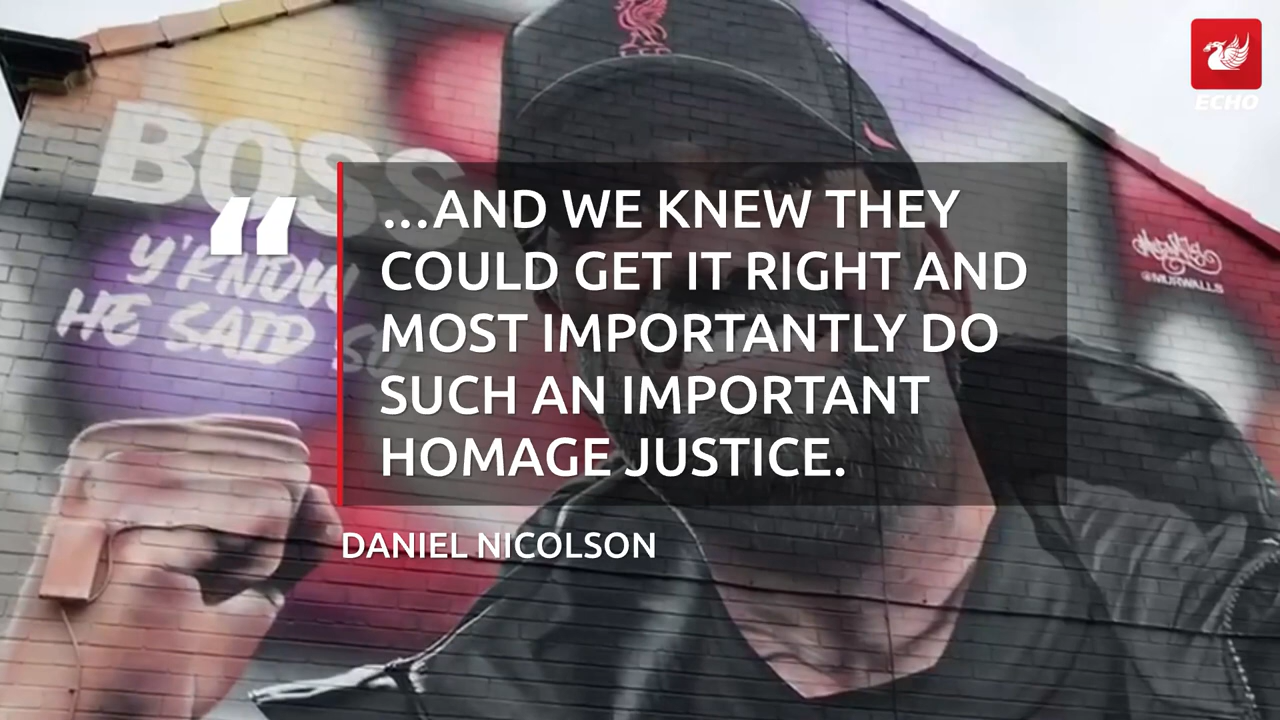 LFC
ECHO
BOSS
Y'KNOW
HE SAID
@MURWALLS
“
…AND WE KNEW THEY
COULD GET IT RIGHT AND
MOST IMPORTANTLY DO
SUCH AN IMPORTANT
HOMAGE JUSTICE.
DANIEL NICOLSON